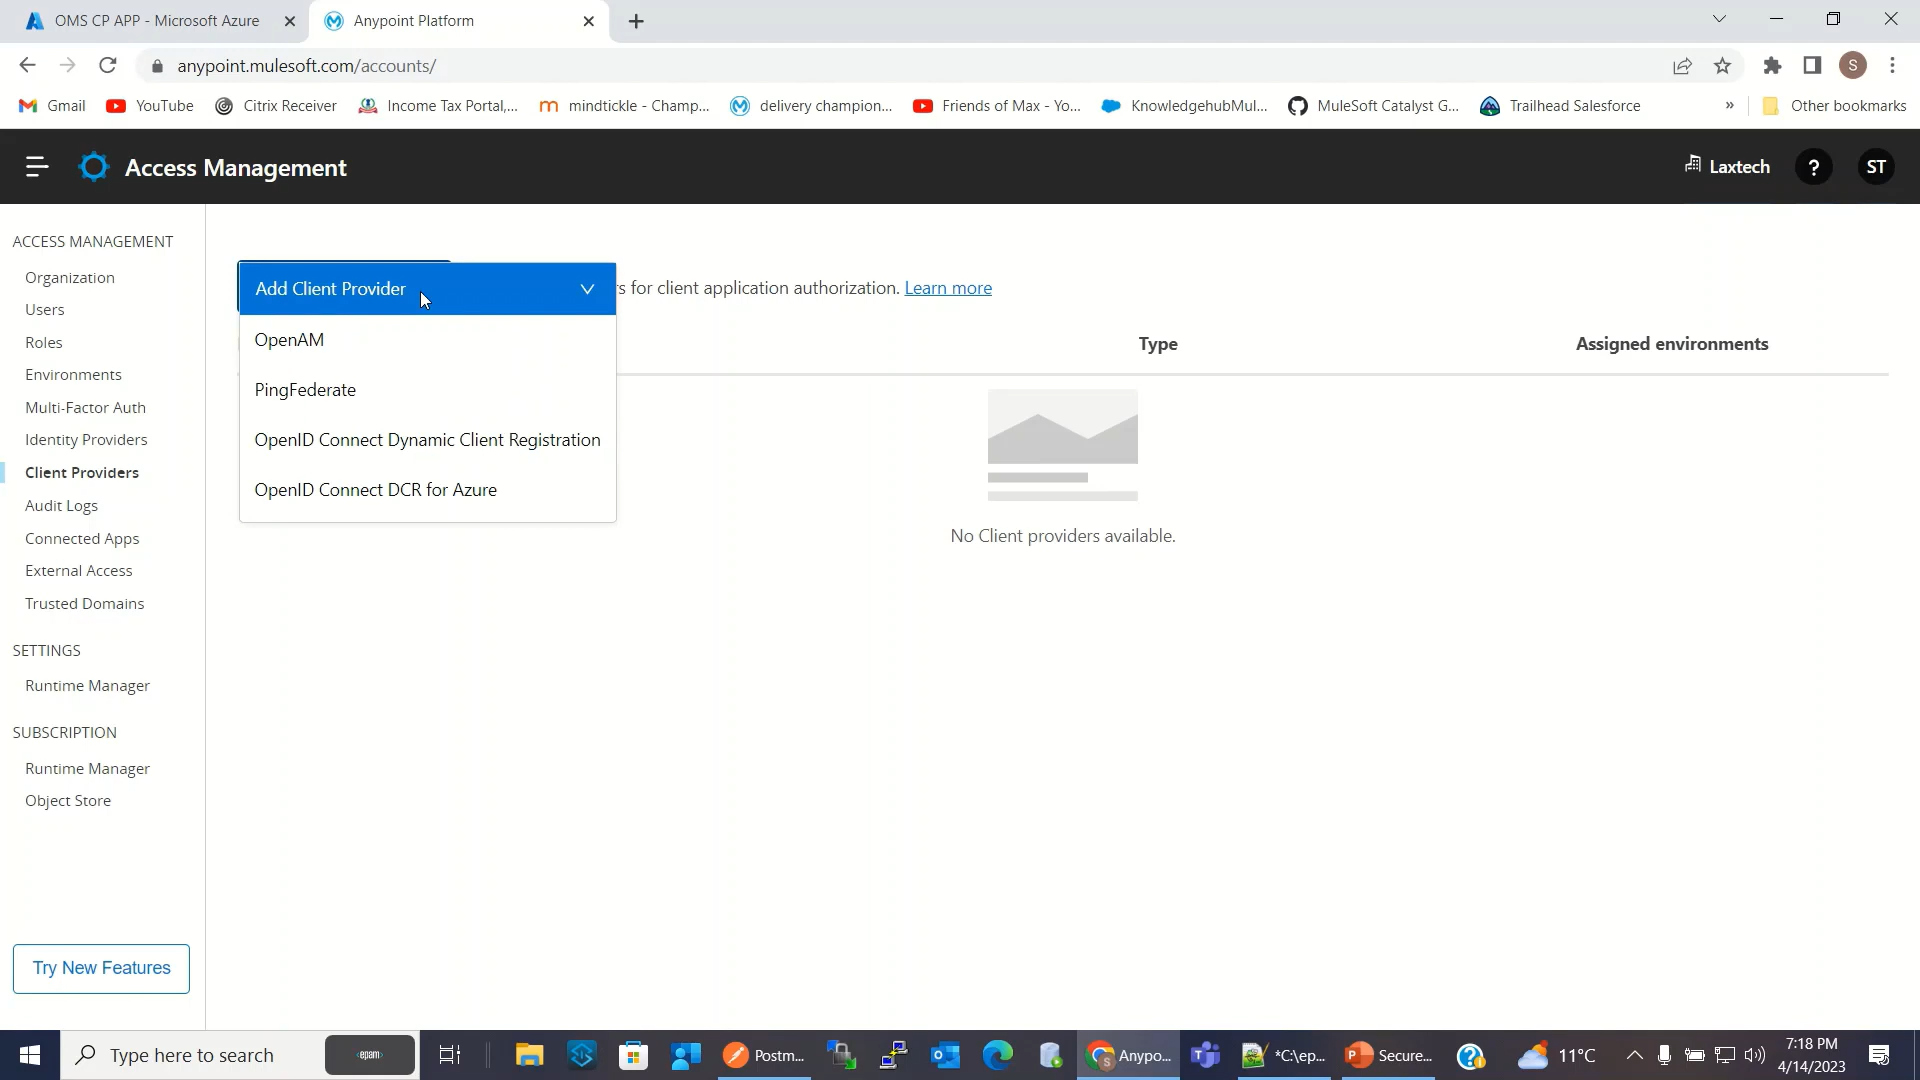 OMS CP APP - Microsoft Azure
Anypoint Platform
anypoint.mulesoft.com/accounts/
S
Gmail
YouTube
Citrix Receiver
Income Tax Portal,...
mindtickle - Champ...
delivery champion...
Friends of Max - Yo...
KnowledgehubMul...
MuleSoft Catalyst G...
Trailhead Salesforce
»
Other bookmarks
Access Management
Laxtech
?
ST
ACCESS MANAGEMENT
Organization
Users
Roles
Environments
Multi-Factor Auth
Identity Providers
Client Providers
Audit Logs
Connected Apps
External Access
Trusted Domains
SETTINGS
Runtime Manager
SUBSCRIPTION
Runtime Manager
Object Store
Try New Features
Add Client Provider
s for client application authorization. Learn more
OpenAM
PingFederate
OpenID Connect Dynamic Client Registration
OpenID Connect DCR for Azure
Type
Assigned environments
No Client providers available.
Type here to search
<epam>
Postm...
Anypo...
*C:\ep...
Secure...
11°C
7:18 PM
4/14/2023